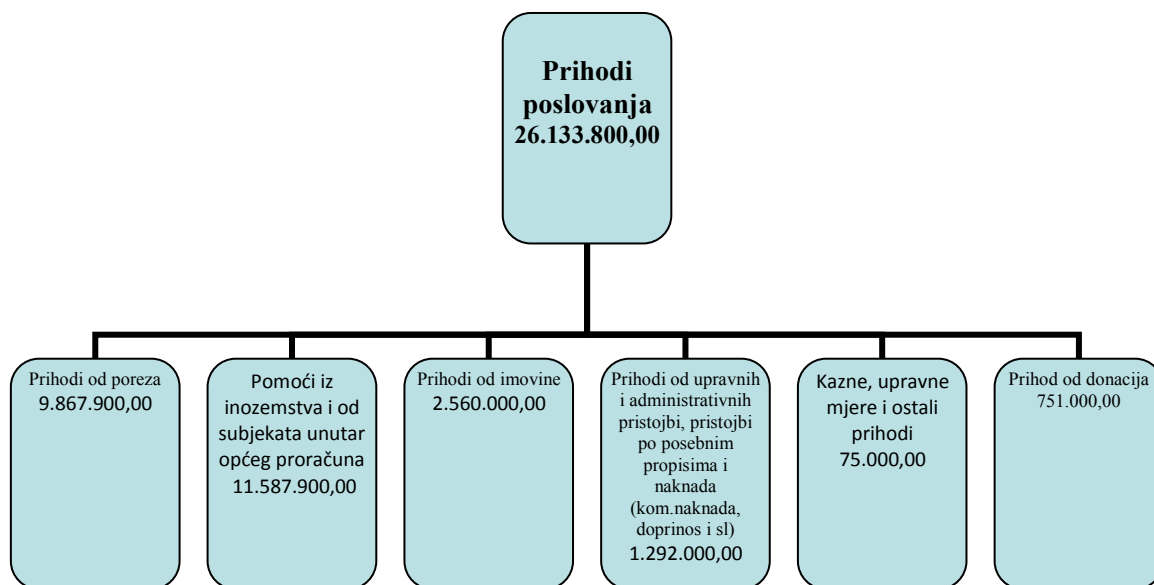 Prihodi
poslovanja
26.133.800,00
Prihodi od poreza
9.867.900,00
Pomoći iz
inozemstva i od
subjekata unutar
općeg proračuna
11.587.900,00
Prihodi od imovine
2.560.000,00
Prihodi od upravnih
i administrativnih
pristojbi, pristojbi
po posebnim
propisima i
naknada
(kom.naknada,
doprinos i sl)
1.292.000,00
Kazne, upravne
mjere i ostali
prihodi
75.000,00
Prihod od donacija
751.000,00